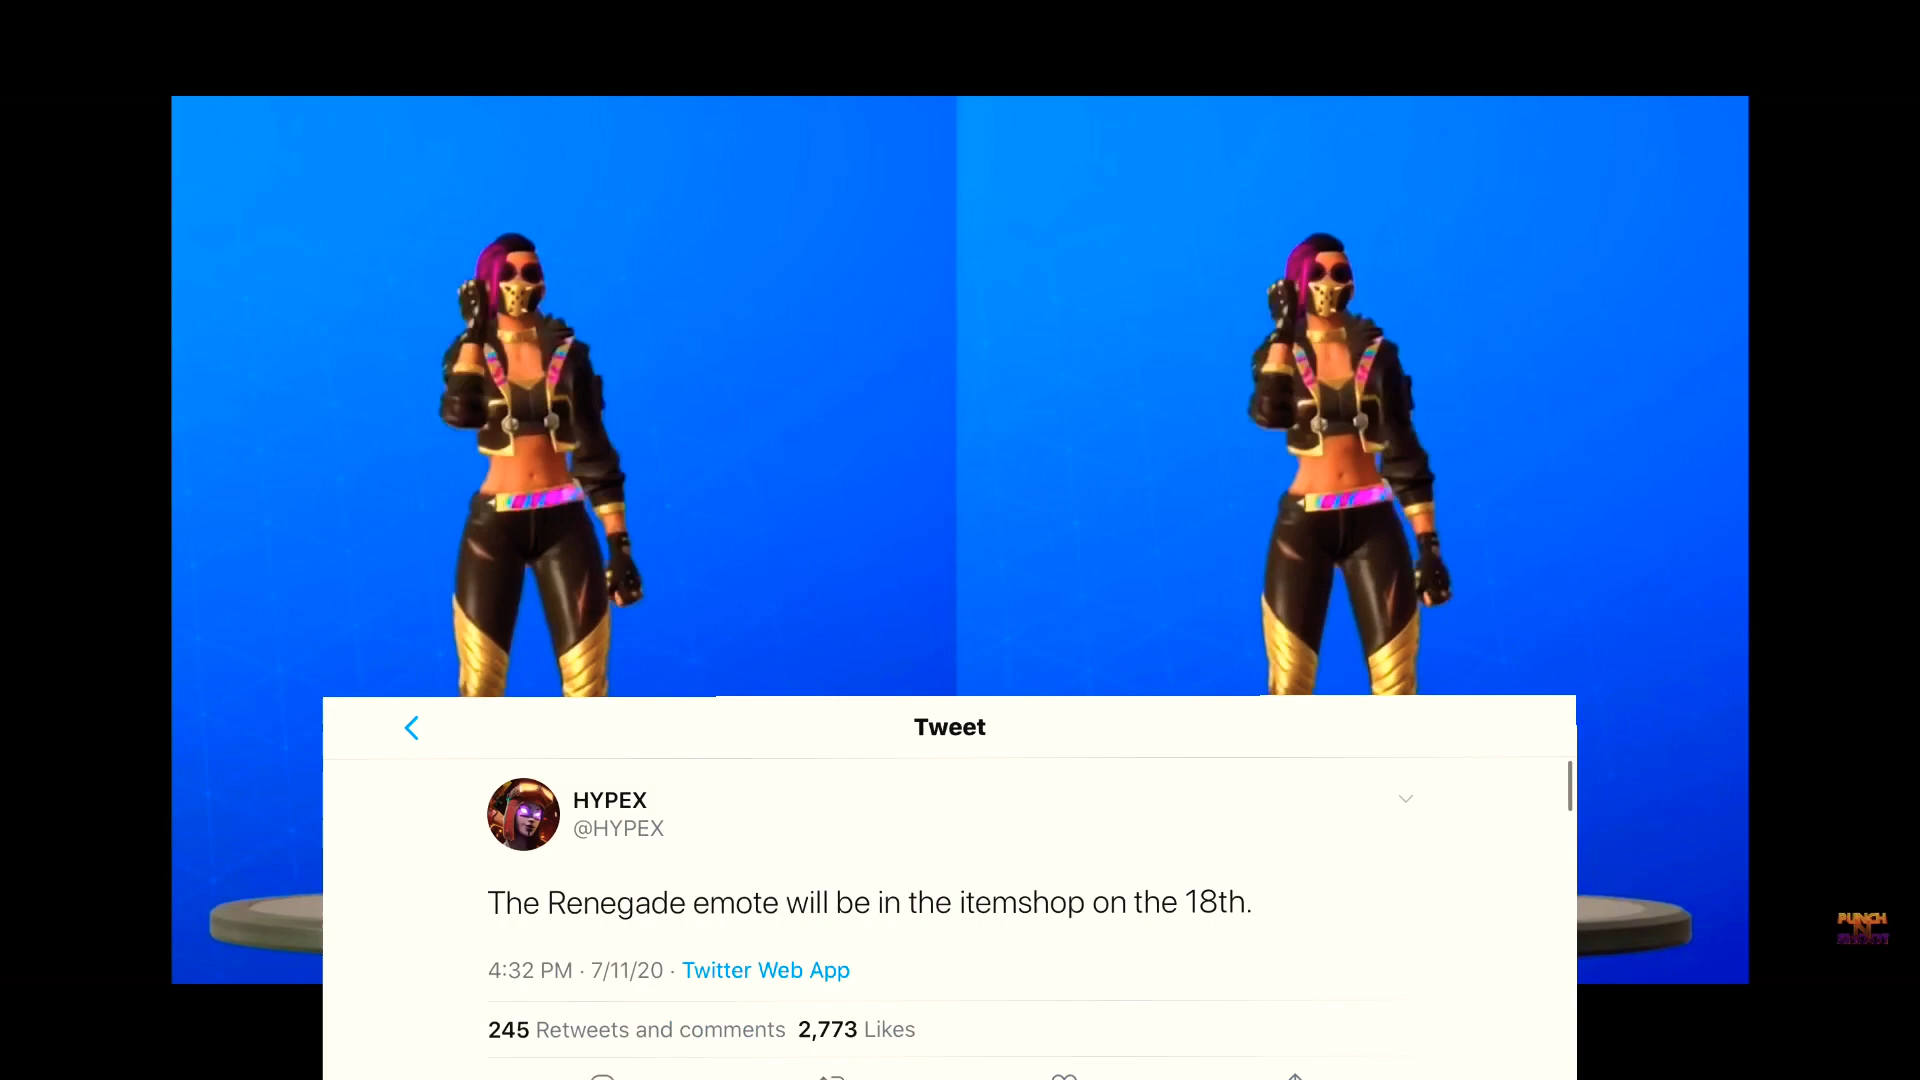 Tweet
HYPEX
@HYPEX
The Renegade emote will be in the itemshop on the 18th.
4:32 PM · 7/11/20 · Twitter Web App
245 Retweets and comments 2,773 Likes
PUNCH
N